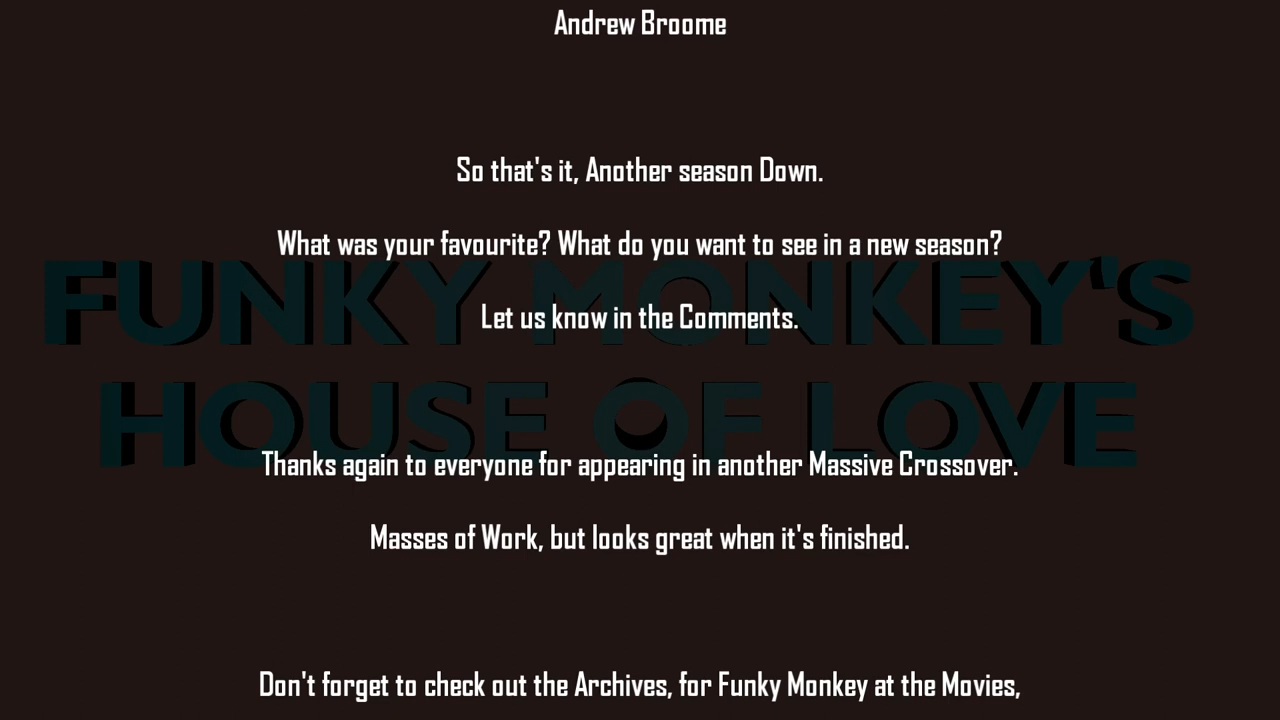 Andrew Broome
So that's it, Another season Down.
What was your favourite? What do you want to see in a new season?
FUNKY MONKEY'S
Let us know in the Comments.
HOUSE OF LOVE
Thanks again to everyone for appearing in another Massive Crossover.
Masses of Work, but looks great when it's finished.
Don't forget to check out the Archives, for Funky Monkey at the Movies,